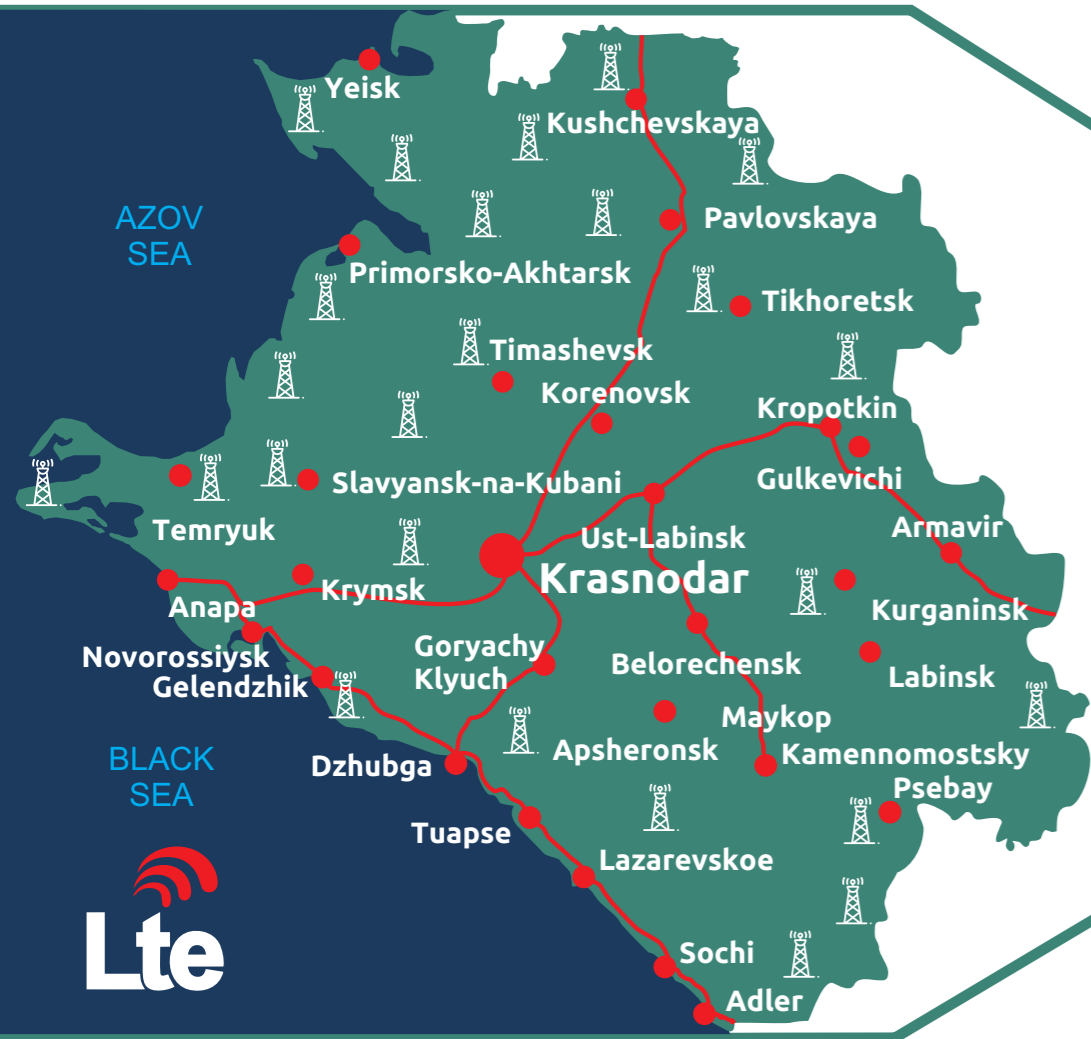 Yeisk
Kushchevskaya
AZOV
SEA
Pavlovskaya
Primorsko-Akhtarsk
Tikhoretsk
Timashevsk
Korenovsk
Kropotkin
Gulkevichi
Slavyansk-na-Kubani
Temryuk
Ust-Labinsk
Armavir
Krasnodar
Krymsk
Anapa
Kurganinsk
Novorossiysk
Goryachy
Klyuch
Belorechensk
Labinsk
Gelendzhik
Maykop
Apsheronsk
Kamennomostsky
BLACK
SEA
Dzhubga
Psebay
Tuapse
Lazarevskoe
Lte
Sochi
Adler